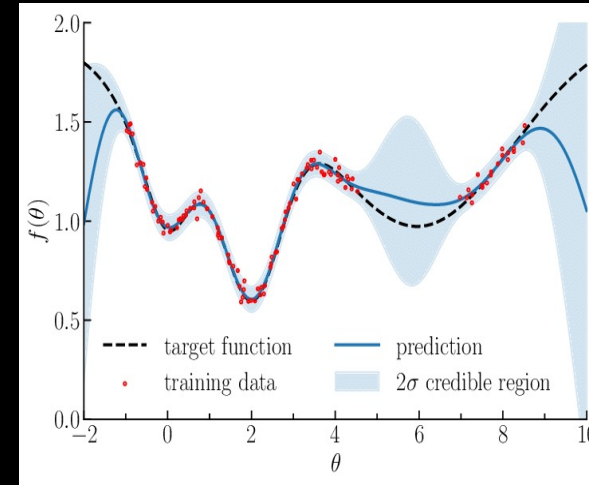 2.0
1.5
1.0
0.5
0.0
f(θ)
target function
prediction
training data
2σ credible region
−2 0 2 4 6 8 10
θ